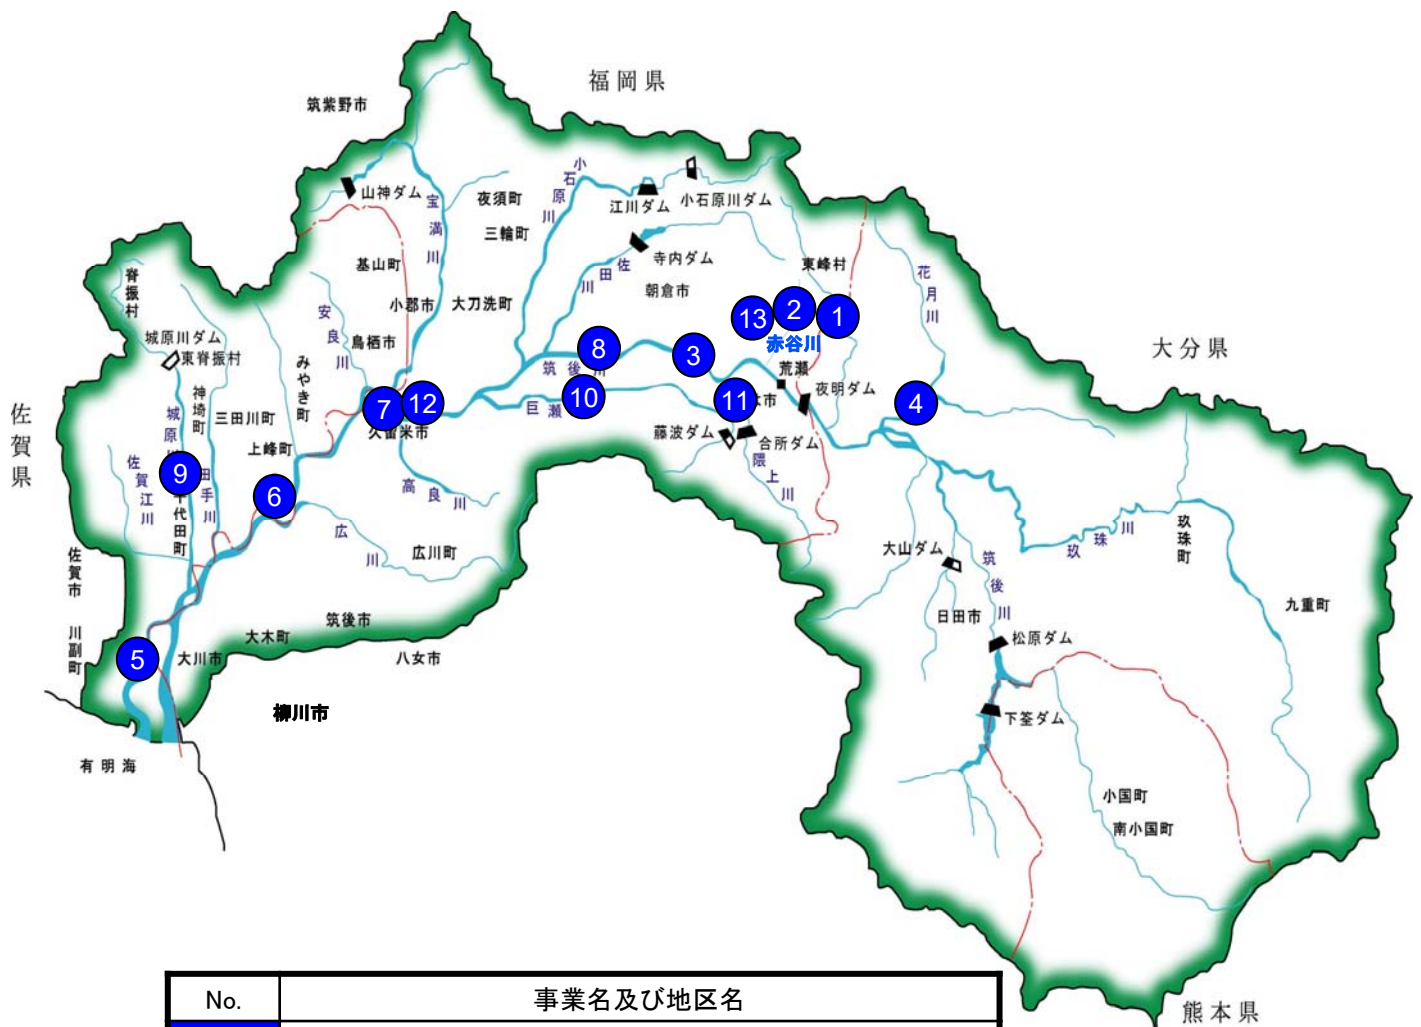 福岡県
筑紫野市
山神ダム
宝満川
夜須町
三輪町
小石原川
江川ダム
小石原川ダム
寺内ダム
佐田川
朝倉市
東峰村
花月川
大分県
基山町
小郡市
大刀洗町
安良川
鳥栖市
脊振村
城原川ダム
東脊振村
神埼町
三田川町
みやき町
上峰町
佐賀県
城原川
佐賀江川
田手川
千代田町
佐賀市
川副町
13
2
1
赤谷川
8
3
筑後川
荒瀬
夜明ダム
10
巨瀬
11
藤波ダム
合所ダム
隈上川
4
7
12
久留米市
高良川
9
6
広川
広川町
大山ダム
筑後川
玖珠川
玖珠町
九重町
日田市
松原ダム
下筌ダム
小国町
南小国町
熊本県
5
大川市
大木町
筑後市
八女市
柳川市
有明海
No.
事業名及び地区名